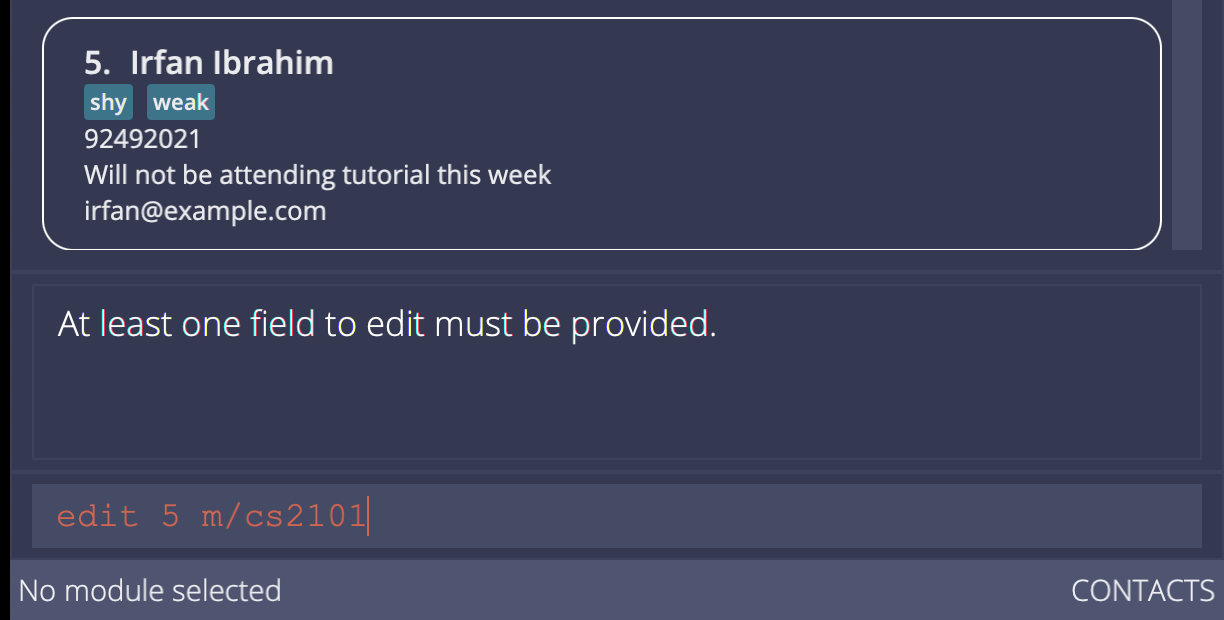 5. Irfan Ibrahim
shy weak
92492021
Will not be attending tutorial this week
irfan@example.com
At least one field to edit must be provided.
edit 5 m/cs2101
No module selected CONTACTS